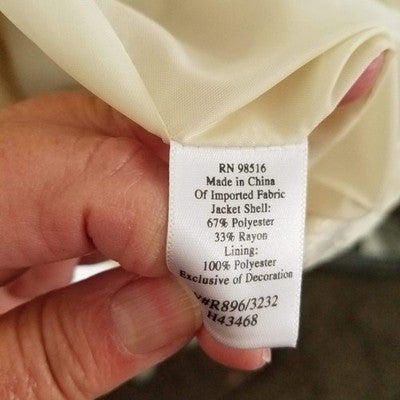 RN 98516
Made in China
Of Imported Fabric
Jacket Shell:
67% Polyester
33% Rayon
Lining:
100% Polyester
Exclusive of Decoration
#R896/3232
H43468